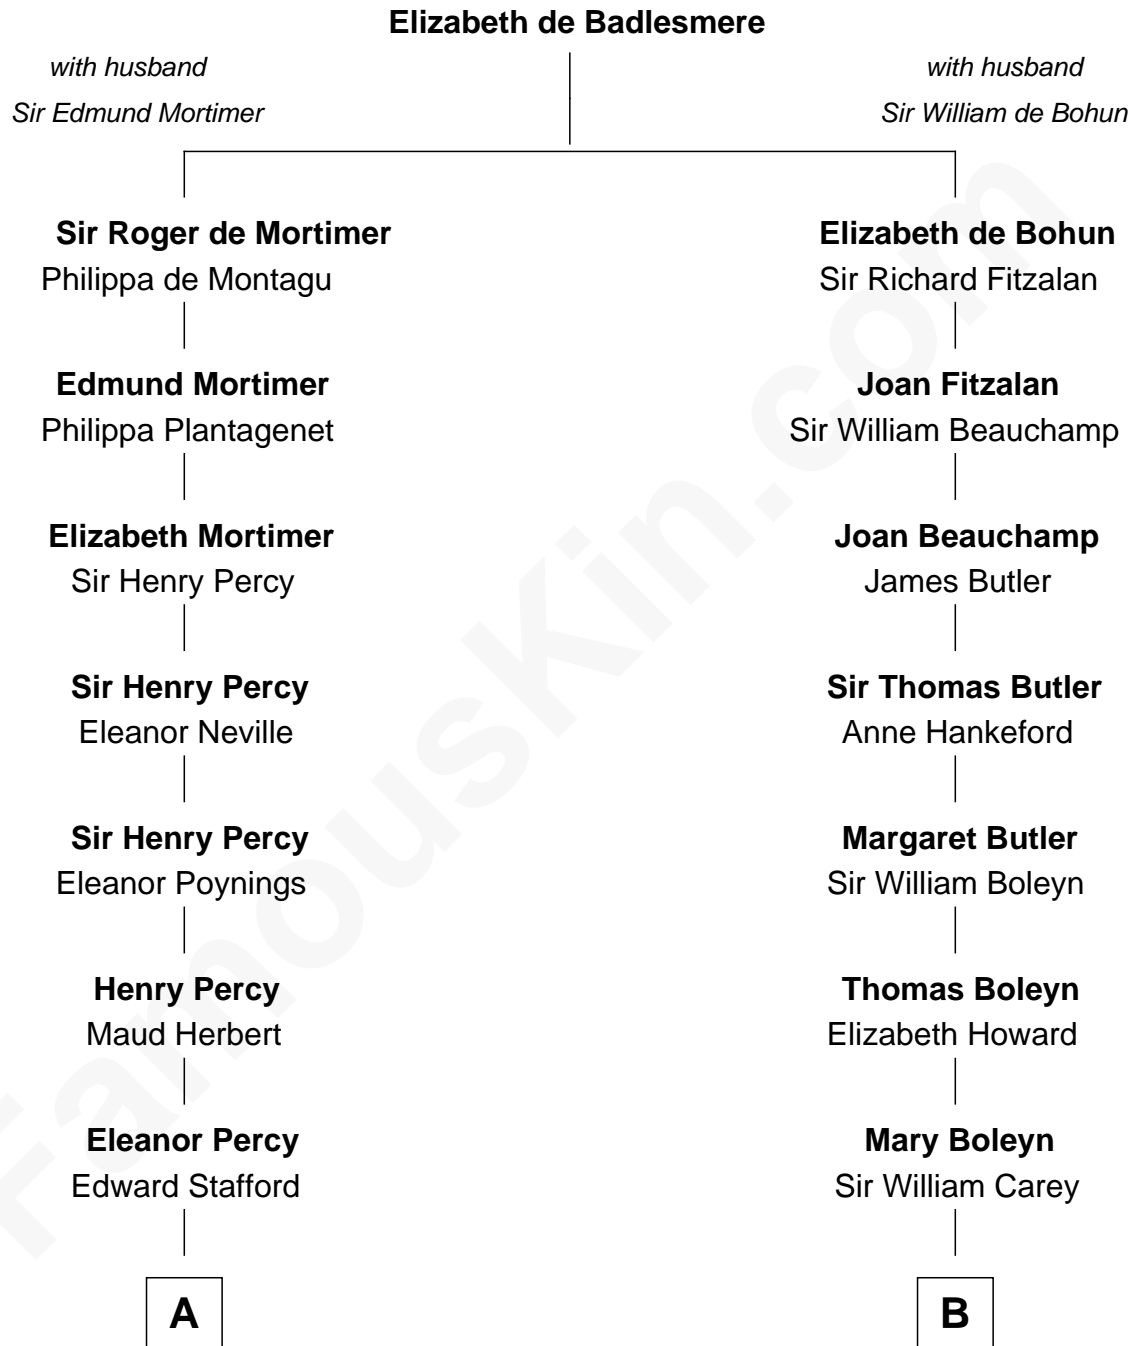 Elizabeth de Badlesmere
with husband
Sir Edmund Mortimer
with husband
Sir William de Bohun
Sir Roger de Mortimer
Philippa de Montagu
Elizabeth de Bohun
Sir Richard Fitzalan
Edmund Mortimer
Philippa Plantagenet
Joan Fitzalan
Sir William Beauchamp
Elizabeth Mortimer
Sir Henry Percy
Joan Beauchamp
James Butler
Sir Henry Percy
Eleanor Neville
Sir Thomas Butler
Anne Hankeford
Sir Henry Percy
Eleanor Poynings
Margaret Butler
Sir William Boleyn
Henry Percy
Maud Herbert
Thomas Boleyn
Elizabeth Howard
Eleanor Percy
Edward Stafford
Mary Boleyn
Sir William Carey
A
B
FamousKin.com